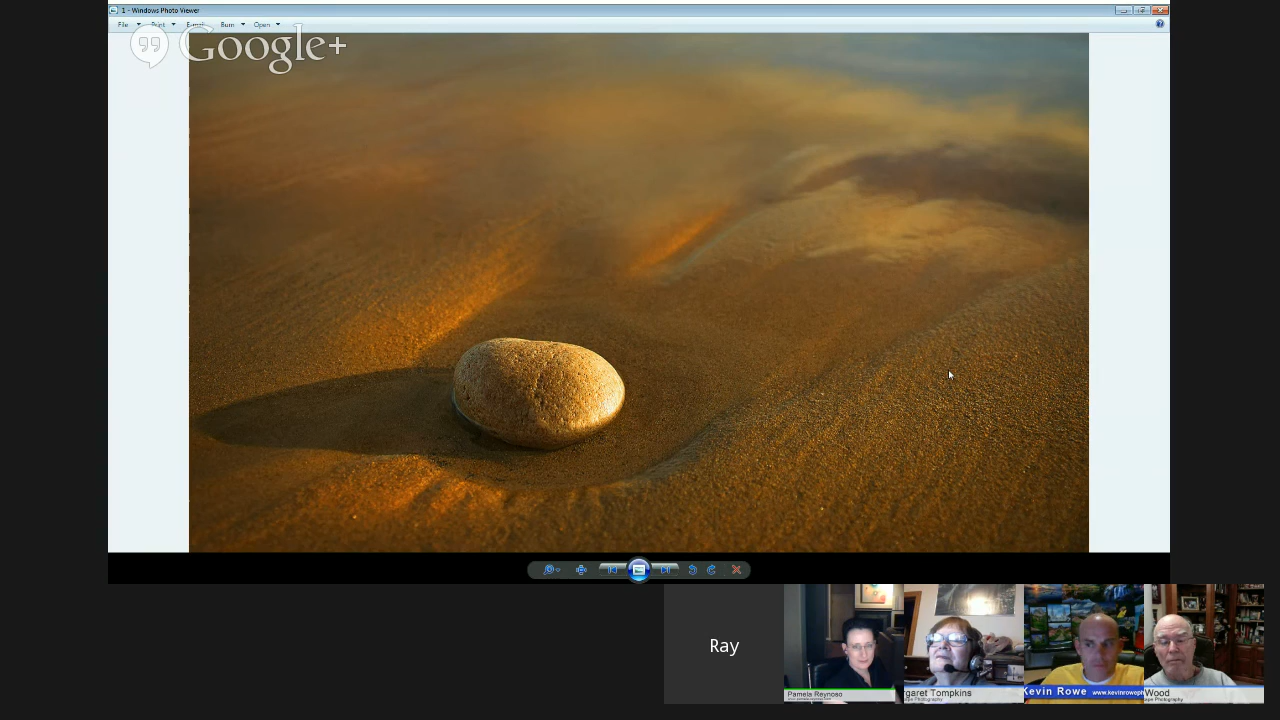 1 - Windows Photo Viewer
File Print E-mail Burn Open
Google+
Ray
Pamela Reynoso
garet Tompkins
Kevin Rowe
Wood